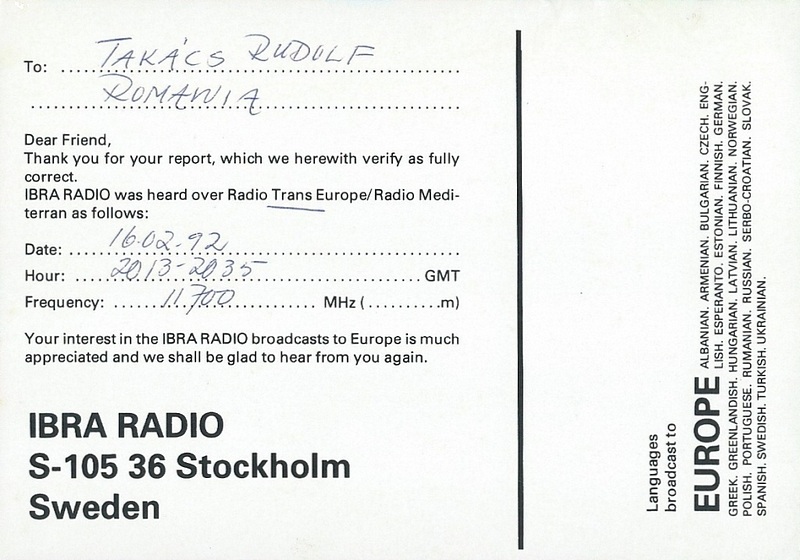 To: TAKÁCS RUDOLF
ROMANIA
Dear Friend,
Thank you for your report, which we herewith verify as fully
correct.
IBRA RADIO was heard over Radio Trans Europe/Radio Medi-
terran as follows:
Date: 16.02.92
Hour: 2013-2035 GMT
Frequency: 11,700 MHz (..........m)
Your interest in the IBRA RADIO broadcasts to Europe is much
appreciated and we shall be glad to hear from you again.
IBRA RADIO
S-105 36 Stockholm
Sweden
Languages
broadcast to
EUROPE ALBANIAN. ARMENIAN. BULGARIAN. CZECH. ENG-
LISH. ESPERANTO. ESTONIAN. FINNISH. GERMAN.
GREEK. GREENLANDISH. HUNGARIAN. LATVIAN. LITHUANIAN. NORWEGIAN.
POLISH. PORTUGUESE. RUMANIAN. RUSSIAN. SERBO-CROATIAN. SLOVAK.
SPANISH. SWEDISH. TURKISH. UKRAINIAN.